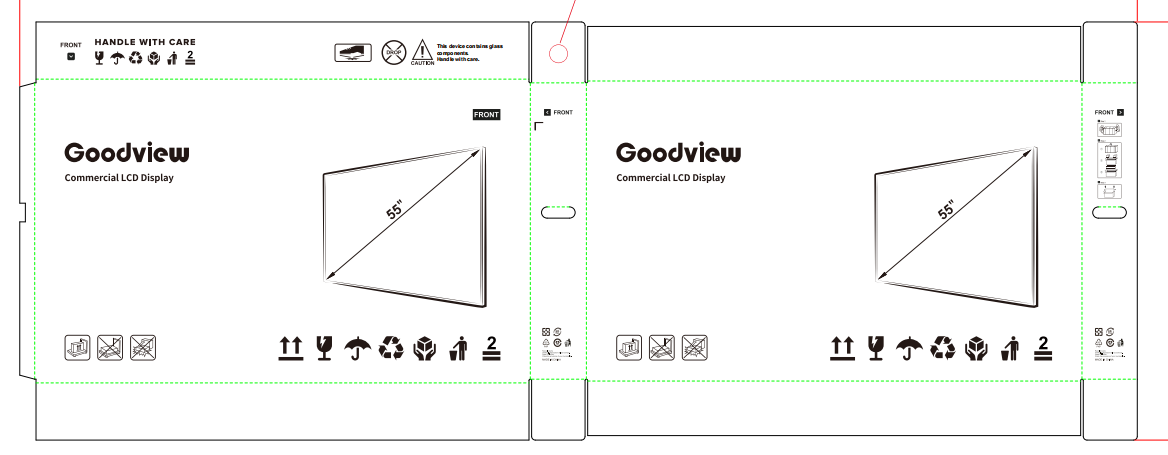 FRONT
HANDLE WITH CARE
2
DROP
CAUTION
This device contains glass
components.
Handle with care.
FRONT
Goodview
Commercial LCD Display
55"
2
FRONT
Goodview
Commercial LCD Display
55"
2
FRONT